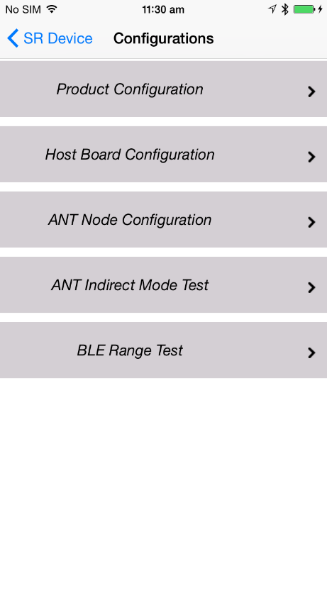 No SIM 11:30 am
SR Device Configurations
Product Configuration
Host Board Configuration
ANT Node Configuration
ANT Indirect Mode Test
BLE Range Test